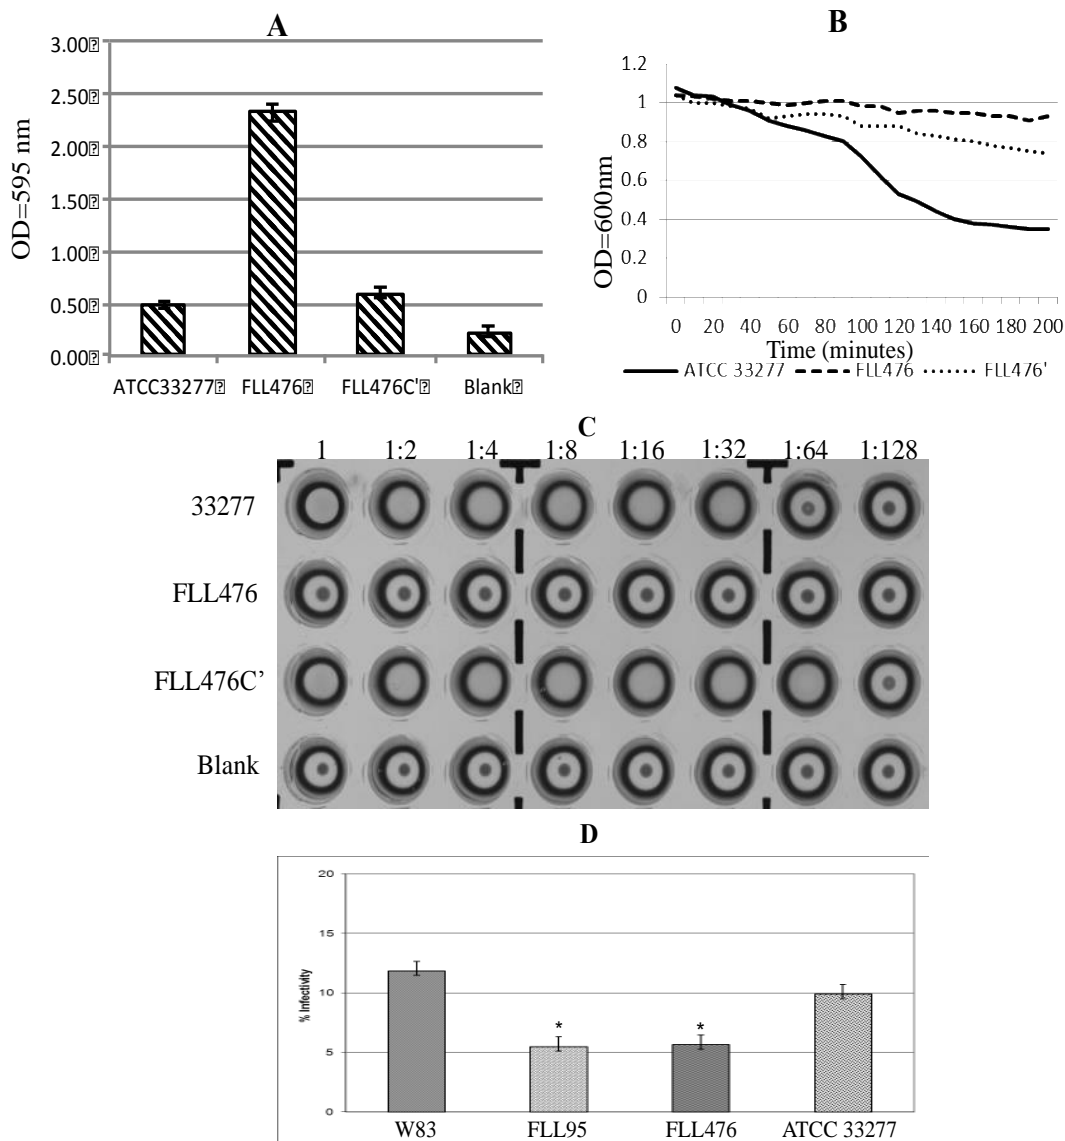 A
3.00⍰
2.50⍰
2.00⍰
1.50⍰
1.00⍰
0.50⍰
0.00⍰
OD=595 nm
ATCC33277⍰ FLL476⍰ FLL476C'⍰ Blank⍰
B
1.2
1
0.8
0.6
0.4
0.2
0
OD=600nm
0 20 40 60 80 100 120 140 160 180 200
Time (minutes)
ATCC 33277 FLL476 FLL476'
C
1 1:2 1:4 1:8 1:16 1:32 1:64 1:128
33277
FLL476
FLL476C’
Blank
D
20
15
10
5
0
% Infectivity
* *
W83 FLL95 FLL476 ATCC 33277